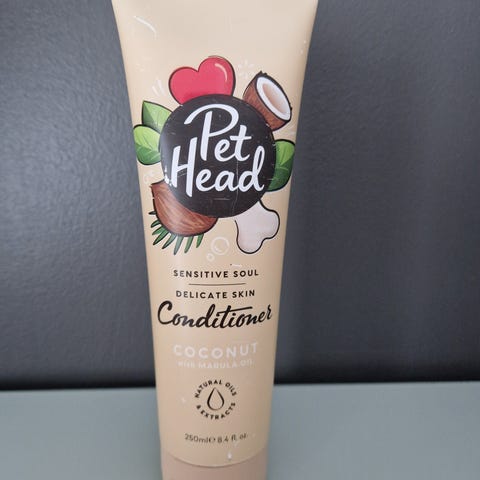 Pet
Head
SENSITIVE SOUL
DELICATE SKIN
Conditioner
COCONUT
with MARULA OIL
NATURAL OILS
& EXTRACTS
250ml℮ 8.4 fl. oz.